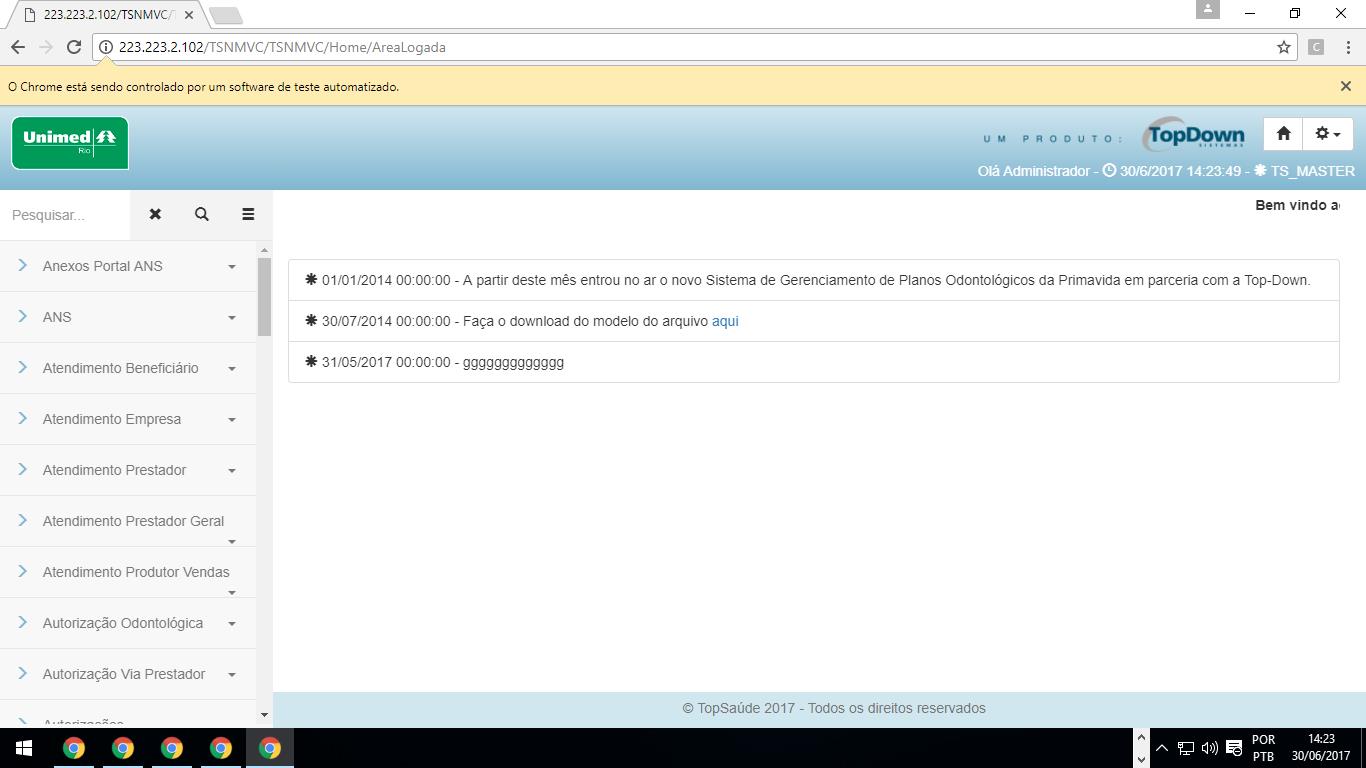 223.223.2.102/TSNMVC/T
223.223.2.102/TSNMVC/TSNMVC/Home/AreaLogada
C
O Chrome está sendo controlado por um software de teste automatizado.
Unimed
Rio
UM PRODUTO:
TopDown
SISTEMAS
Olá Administrador - 30/6/2017 14:23:49 - TS_MASTER
Pesquisar...
Bem vindo a
Anexos Portal ANS
ANS
Atendimento Beneficiário
Atendimento Empresa
Atendimento Prestador
Atendimento Prestador Geral
Atendimento Produtor Vendas
Autorização Odontológica
Autorização Via Prestador
Autorizações
01/01/2014 00:00:00 - A partir deste mês entrou no ar o novo Sistema de Gerenciamento de Planos Odontológicos da Primavida em parceria com a Top-Down.
30/07/2014 00:00:00 - Faça o download do modelo do arquivo aqui
31/05/2017 00:00:00 - ggggggggggggg
© TopSaúde 2017 - Todos os direitos reservados
POR
PTB
14:23
30/06/2017